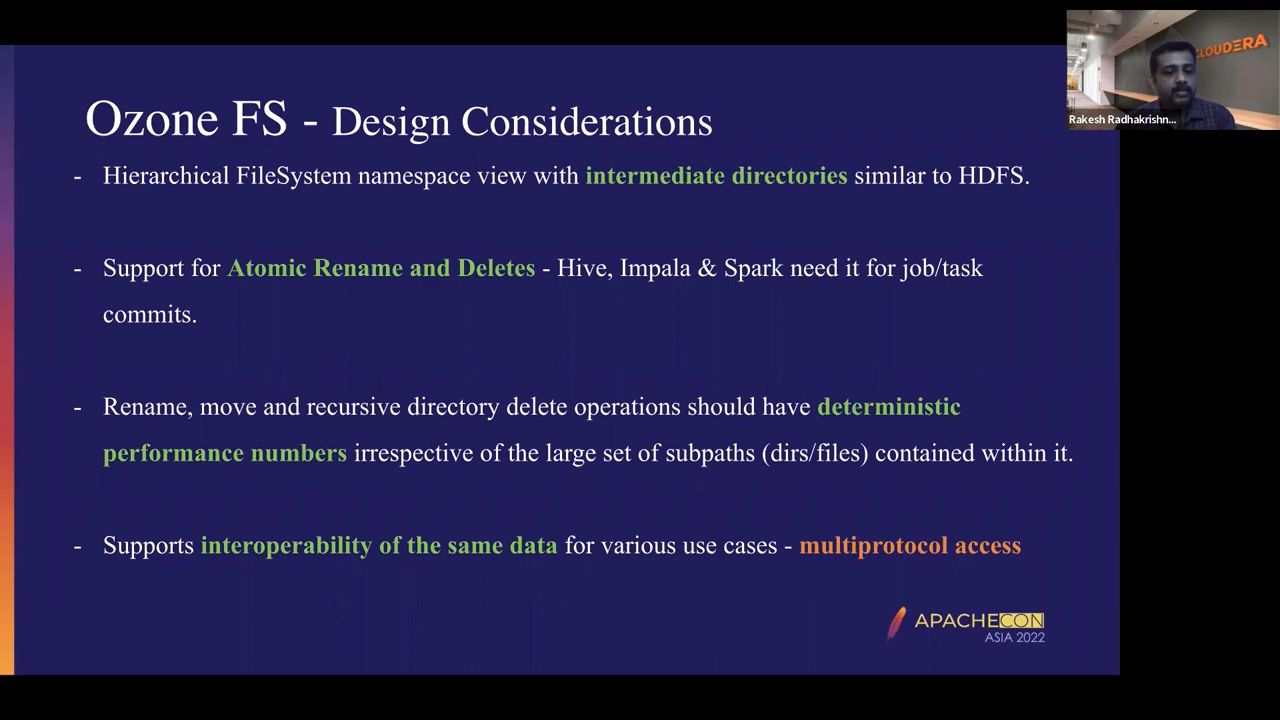 Ozone FS - Design Considerations
- Hierarchical FileSystem namespace view with intermediate directories similar to HDFS.
- Support for Atomic Rename and Deletes - Hive, Impala & Spark need it for job/task
commits.
- Rename, move and recursive directory delete operations should have deterministic
performance numbers irrespective of the large set of subpaths (dirs/files) contained within it.
- Supports interoperability of the same data for various use cases - multiprotocol access
APACHECON
ASIA 2022
CLOUDERA
Rakesh Radhakrishn...